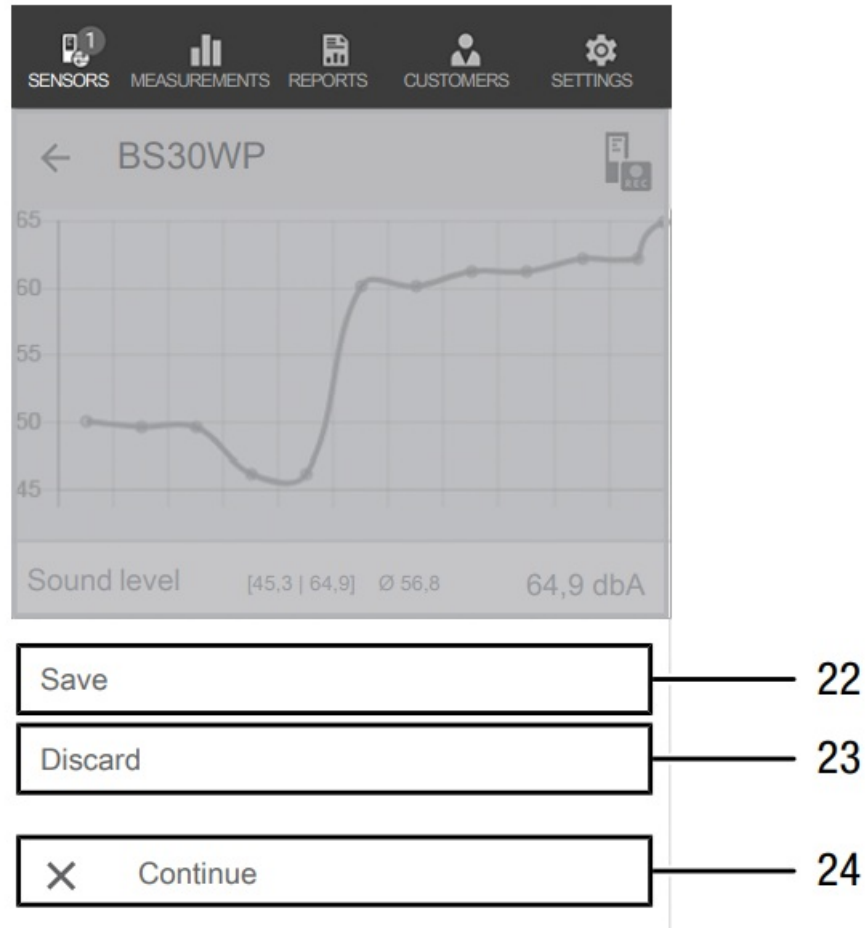 1
SENSORS MEASUREMENTS REPORTS CUSTOMERS SETTINGS
← BS30WP
REC
65
60
55
50
45
Sound level [45,3 | 64,9] Ø 56,8 64,9 dbA
Save 22
Discard 23
× Continue 24